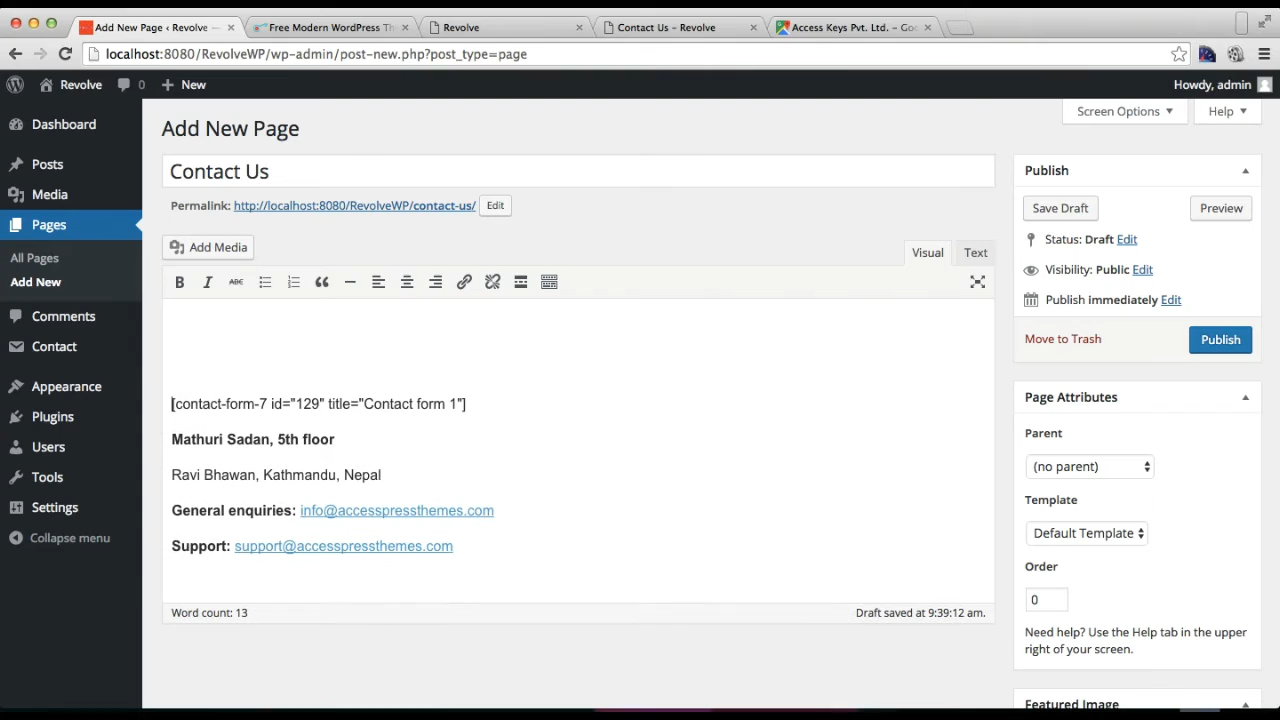 Add New Page ‹ Revolve —
Free Modern WordPress Th
Revolve
Contact Us – Revolve
Access Keys Pvt. Ltd. – Goo
localhost:8080/RevolveWP/wp-admin/post-new.php?post_type=page
Revolve
0
New
Howdy, admin
Screen Options
Help
Dashboard
Posts
Media
Pages
All Pages
Add New
Comments
Contact
Appearance
Plugins
Users
Tools
Settings
Collapse menu
Add New Page
Contact Us
Permalink: http://localhost:8080/RevolveWP/contact-us/ Edit
Add Media
Visual
Text
B I ABC
[contact-form-7 id="129" title="Contact form 1"]
Mathuri Sadan, 5th floor
Ravi Bhawan, Kathmandu, Nepal
General enquiries: info@accesspressthemes.com
Support: support@accesspressthemes.com
Word count: 13
Draft saved at 9:39:12 am.
Publish
Save Draft
Preview
Status: Draft Edit
Visibility: Public Edit
Publish immediately Edit
Move to Trash
Publish
Page Attributes
Parent
(no parent)
Template
Default Template
Order
0
Need help? Use the Help tab in the upper
right of your screen.
Featured Image